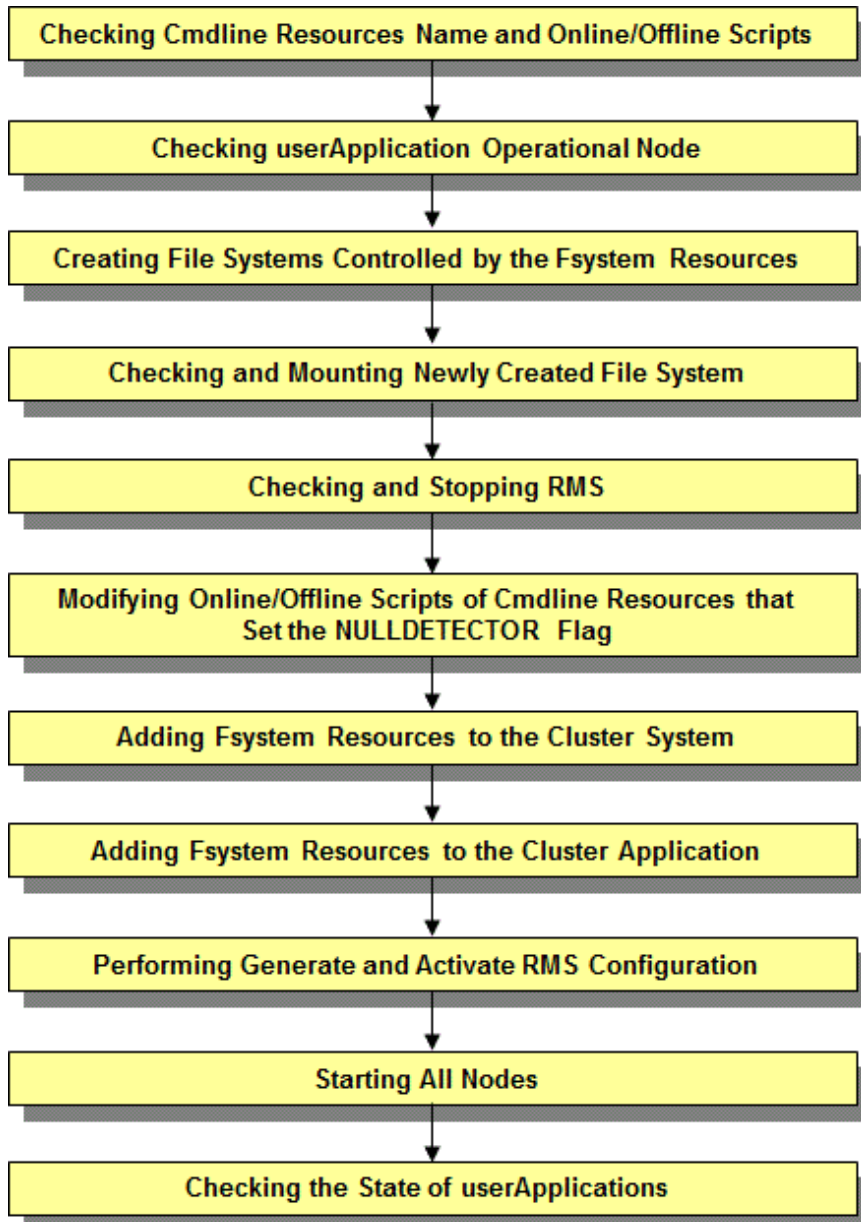 Checking Cmdline Resources Name and Online/Offline Scripts
Checking userApplication Operational Node
Creating File Systems Controlled by the Fsystem Resources
Checking and Mounting Newly Created File System
Checking and Stopping RMS
Modifying Online/Offline Scripts of Cmdline Resources that
Set the NULLDETECTOR Flag
Adding Fsystem Resources to the Cluster System
Adding Fsystem Resources to the Cluster Application
Performing Generate and Activate RMS Configuration
Starting All Nodes
Checking the State of userApplications